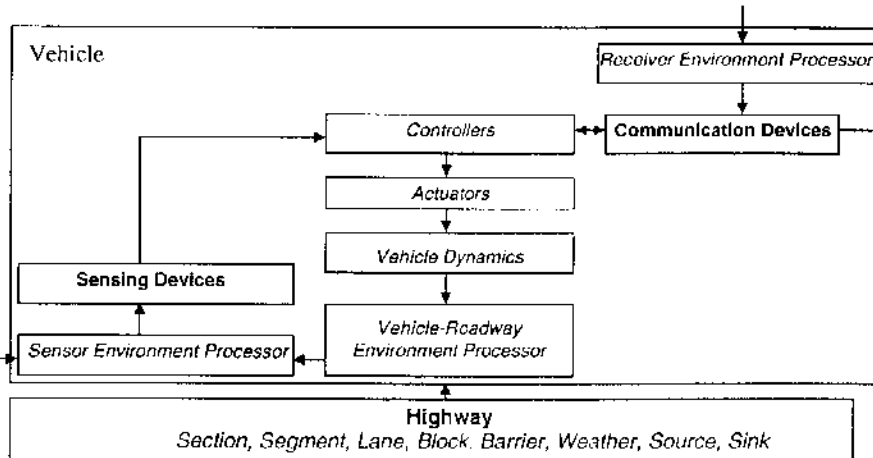 Vehicle
Receiver Environment Processor
Controllers
Communication Devices
Actuators
Vehicle Dynamics
Sensing Devices
Vehicle-Roadway
Environment Processor
Sensor Environment Processor
Highway
Section, Segment, Lane, Block, Barrier, Weather, Source, Sink